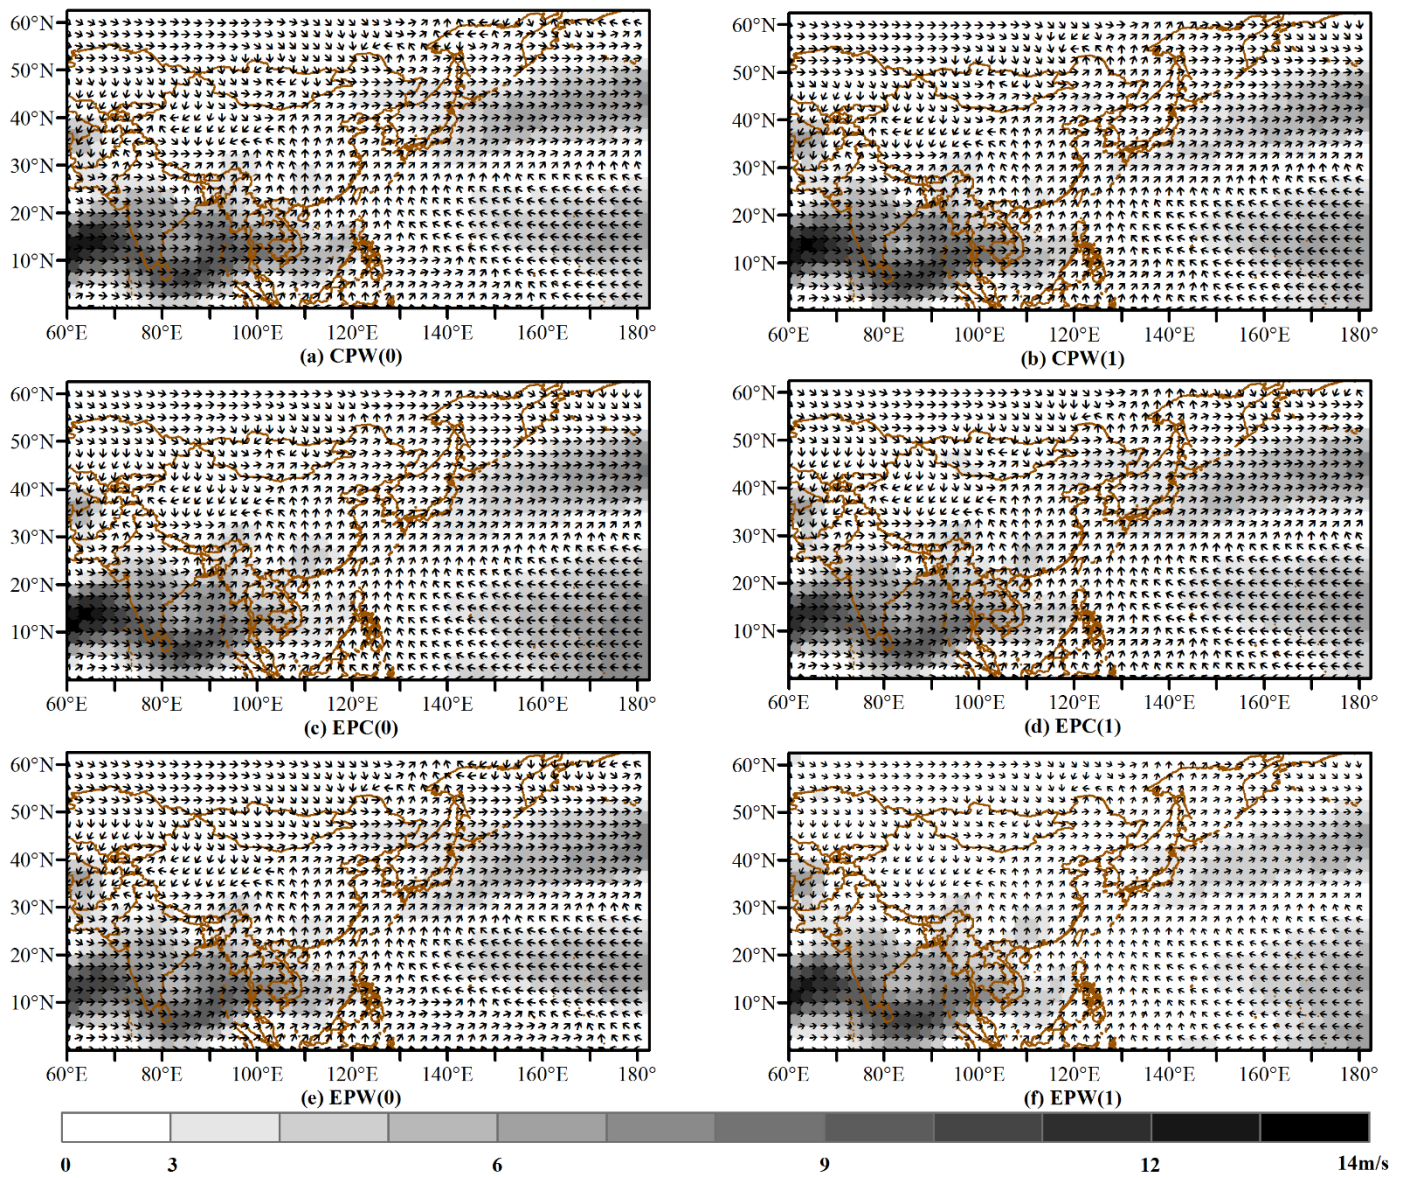 60°N
50°N
40°N
30°N
20°N
10°N
60°E 80°E 100°E 120°E 140°E 160°E 180°
(a) CPW(0)
60°N
50°N
40°N
30°N
20°N
10°N
60°E 80°E 100°E 120°E 140°E 160°E 180°
(b) CPW(1)
60°N
50°N
40°N
30°N
20°N
10°N
60°E 80°E 100°E 120°E 140°E 160°E 180°
(c) EPC(0)
60°N
50°N
40°N
30°N
20°N
10°N
60°E 80°E 100°E 120°E 140°E 160°E 180°
(d) EPC(1)
60°N
50°N
40°N
30°N
20°N
10°N
60°E 80°E 100°E 120°E 140°E 160°E 180°
(e) EPW(0)
60°N
50°N
40°N
30°N
20°N
10°N
60°E 80°E 100°E 120°E 140°E 160°E 180°
(f) EPW(1)
0 3 6 9 12 14m/s